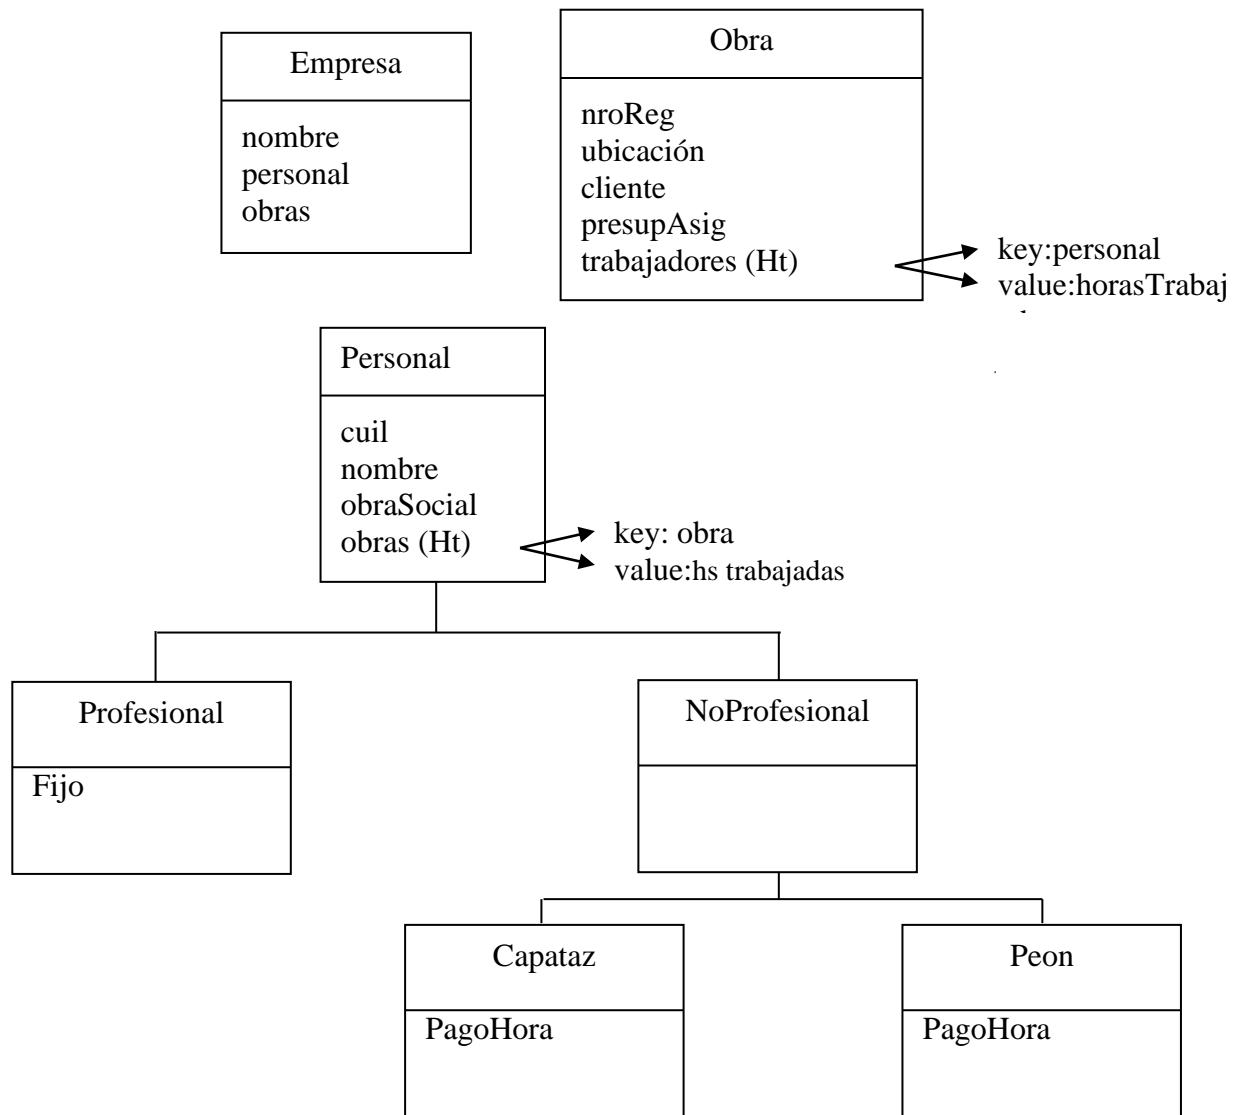 Empresa
nombre
personal
obras
Obra
nroReg
ubicación
cliente
presupAsig
trabajadores (Ht)
key:personal
value:horasTrabaj
Personal
cuil
nombre
obraSocial
obras (Ht)
key: obra
value:hs trabajadas
Profesional
Fijo
NoProfesional
Capataz
PagoHora
Peon
PagoHora